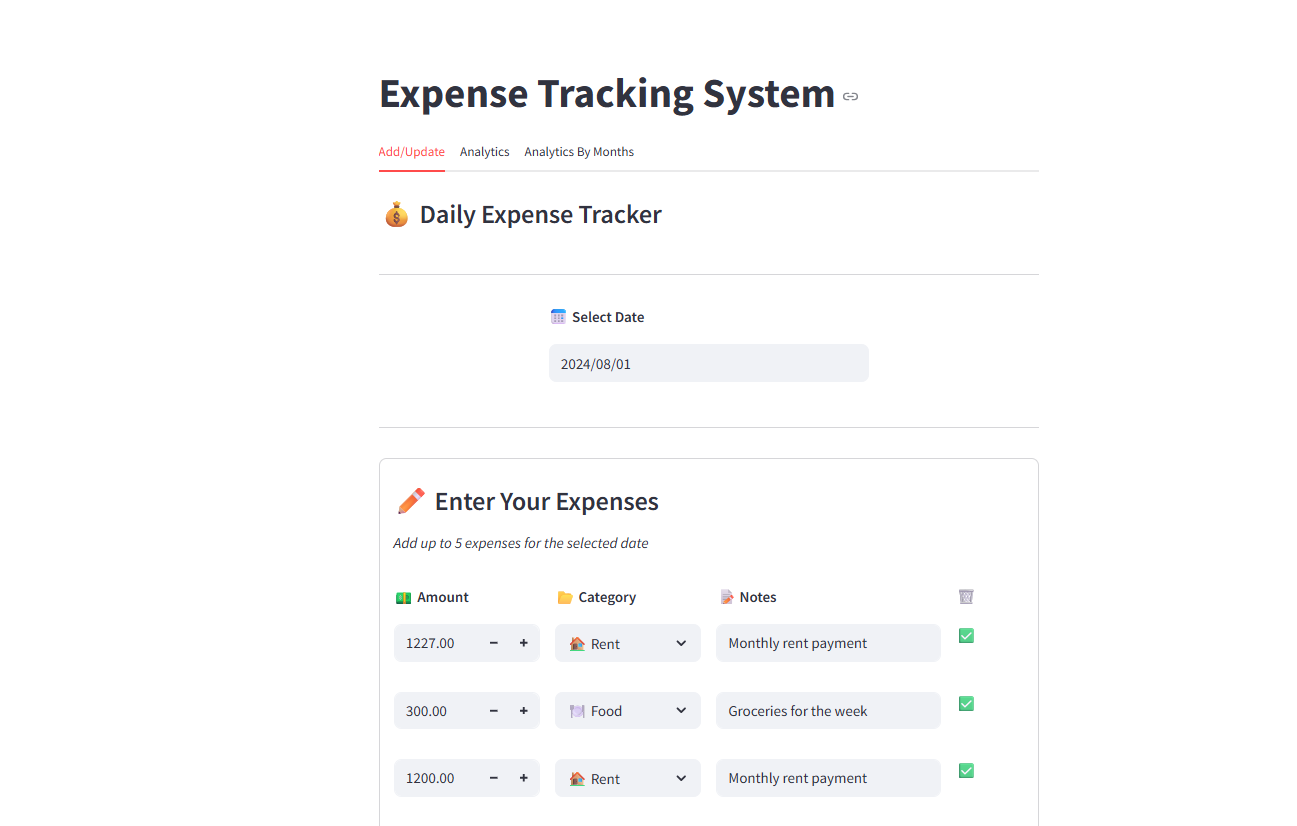 Expense Tracking System
Add/Update Analytics Analytics By Months
Daily Expense Tracker
Select Date
2024/08/01
Enter Your Expenses
Add up to 5 expenses for the selected date
Amount Category Notes
1227.00 Rent Monthly rent payment
300.00 Food Groceries for the week
1200.00 Rent Monthly rent payment